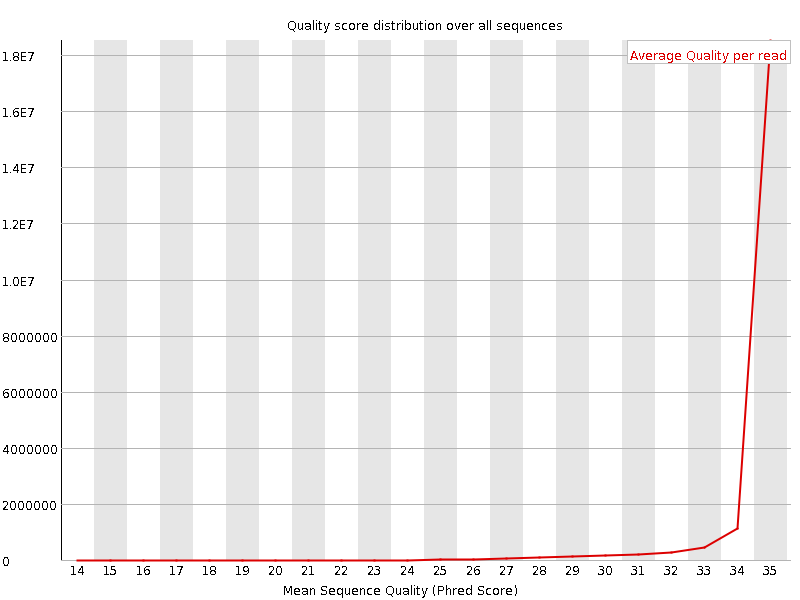 Quality score distribution over all sequences
Average Quality per read
1.8E7
1.6E7
1.4E7
1.2E7
1.0E7
8000000
6000000
4000000
2000000
0
14 15 16 17 18 19 20 21 22 23 24 25 26 27 28 29 30 31 32 33 34 35
Mean Sequence Quality (Phred Score)